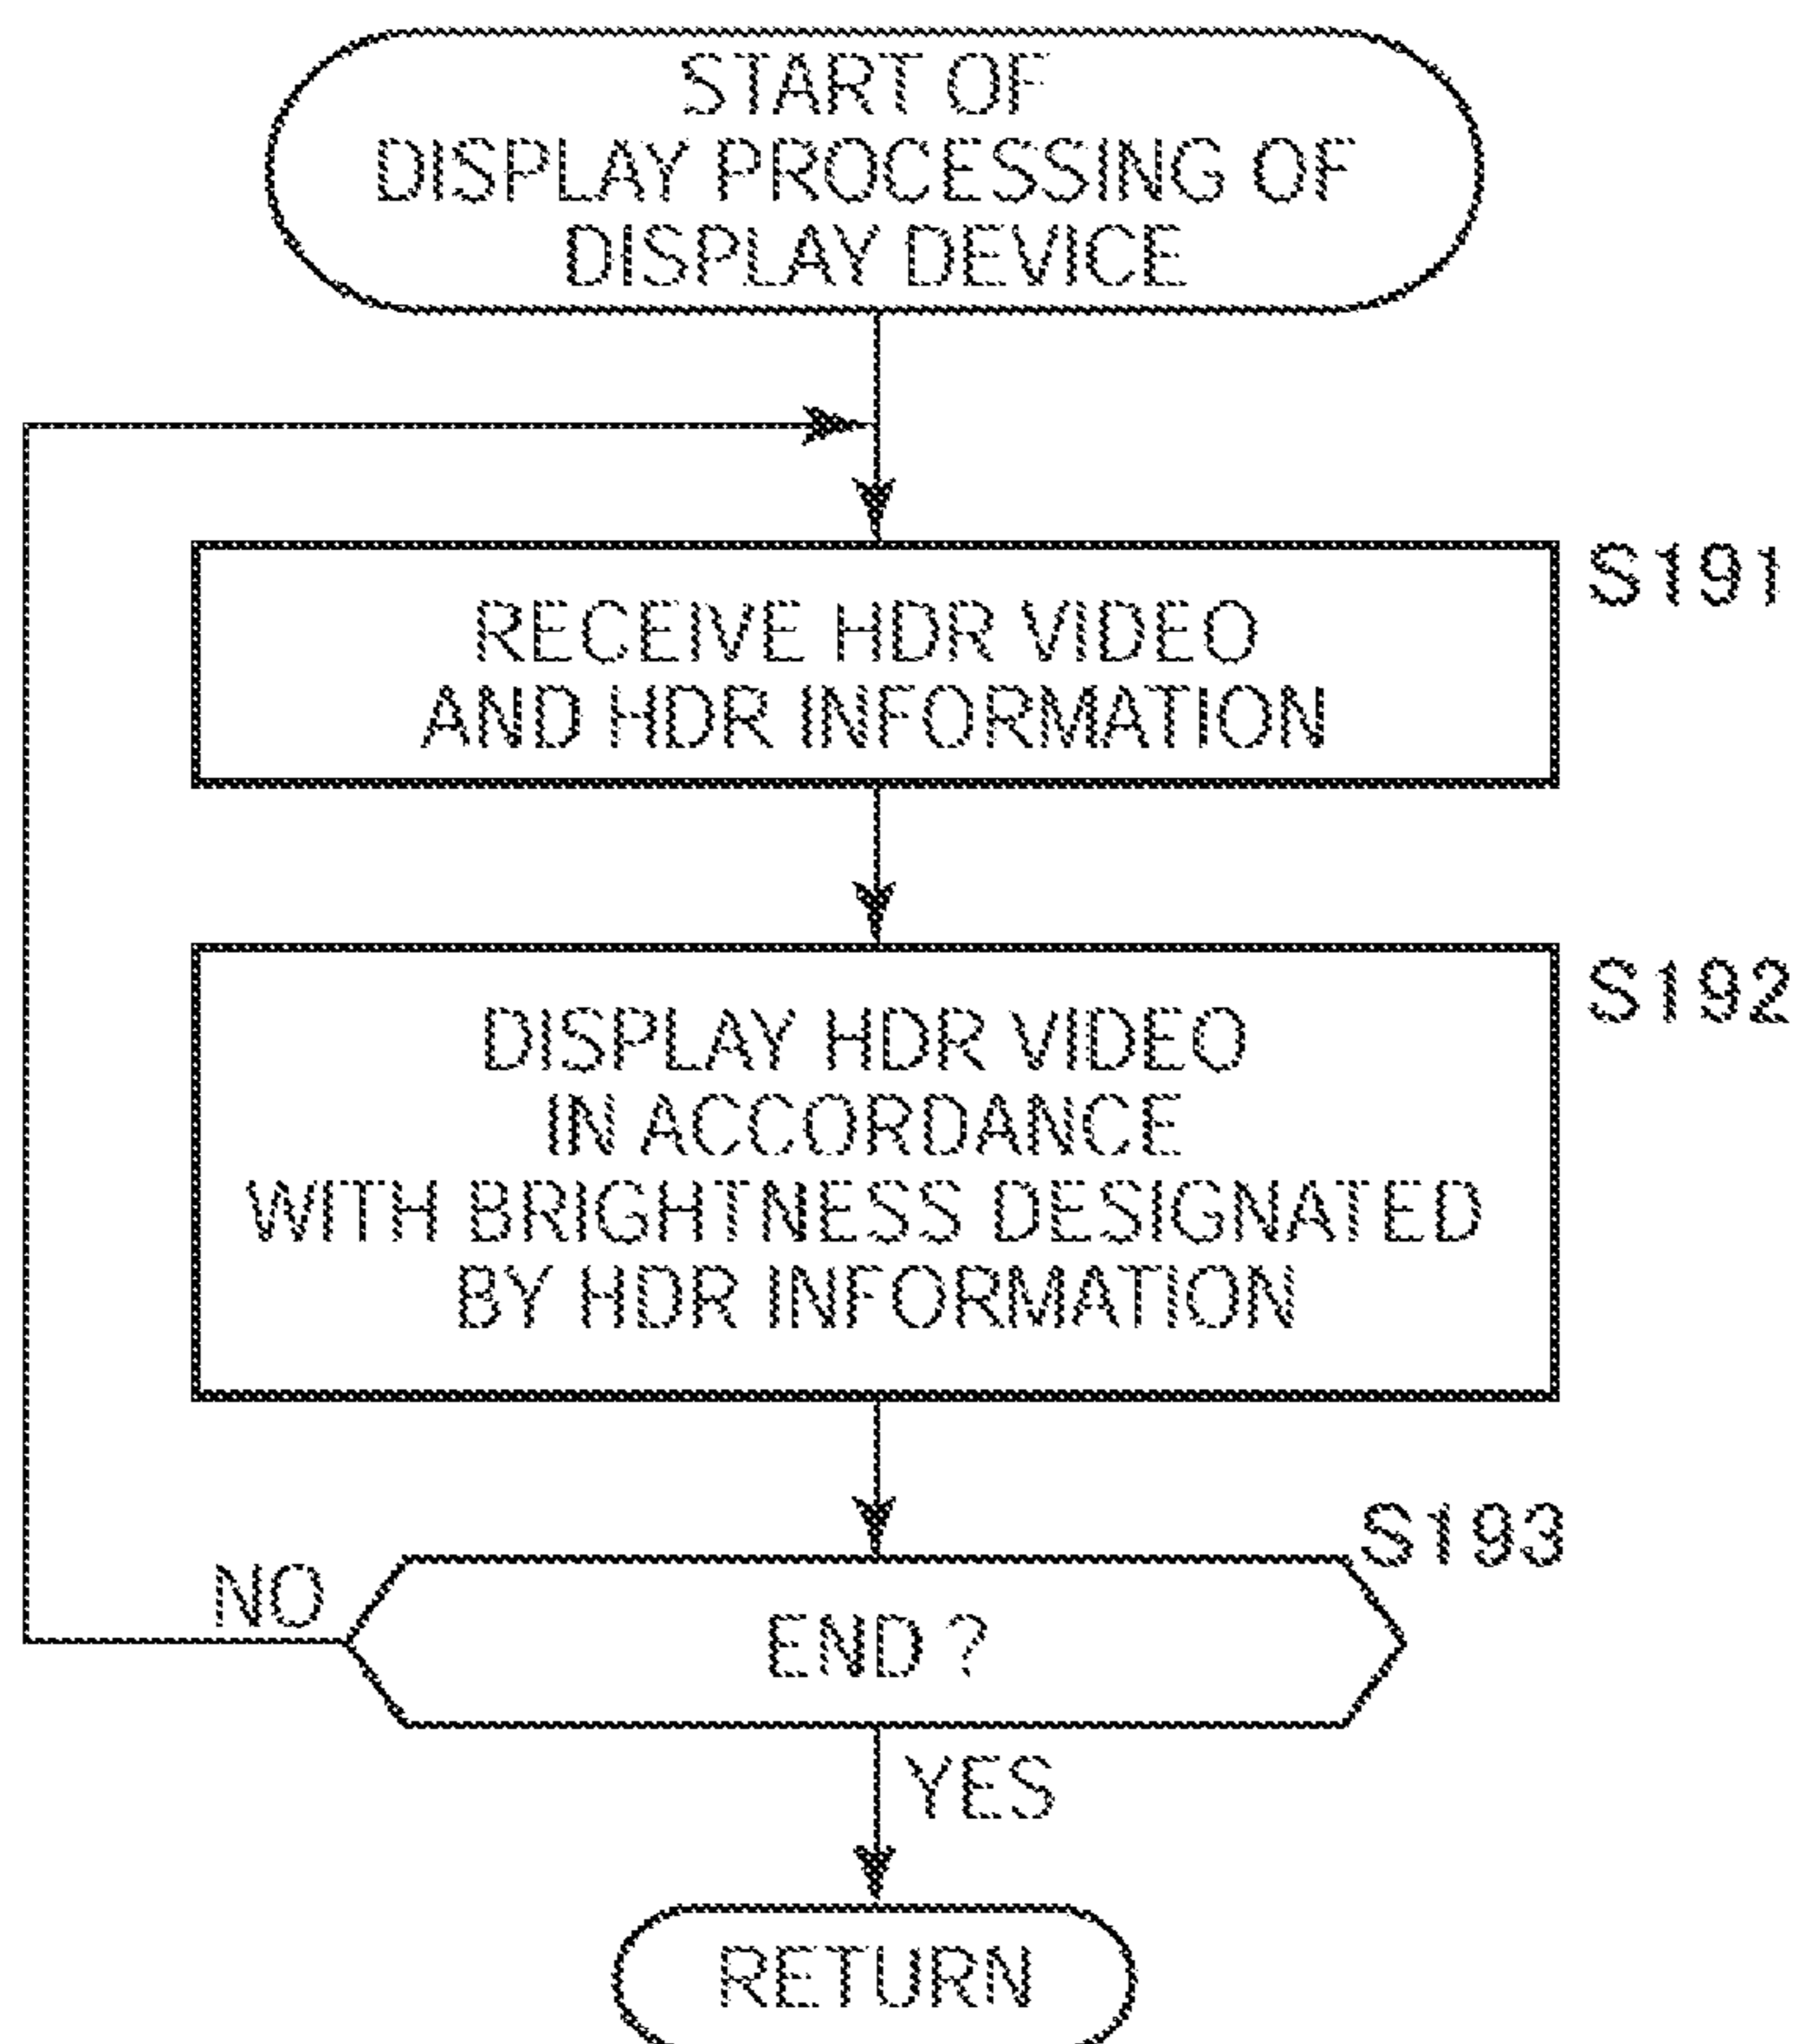 START OF
DISPLAY PROCESSING OF
DISPLAY DEVICE
S191
RECEIVE HDR VIDEO
AND HDR INFORMATION
S192
DISPLAY HDR VIDEO
IN ACCORDANCE
WITH BRIGHTNESS DESIGNATED
BY HDR INFORMATION
S193
NO
END ?
YES
RETURN